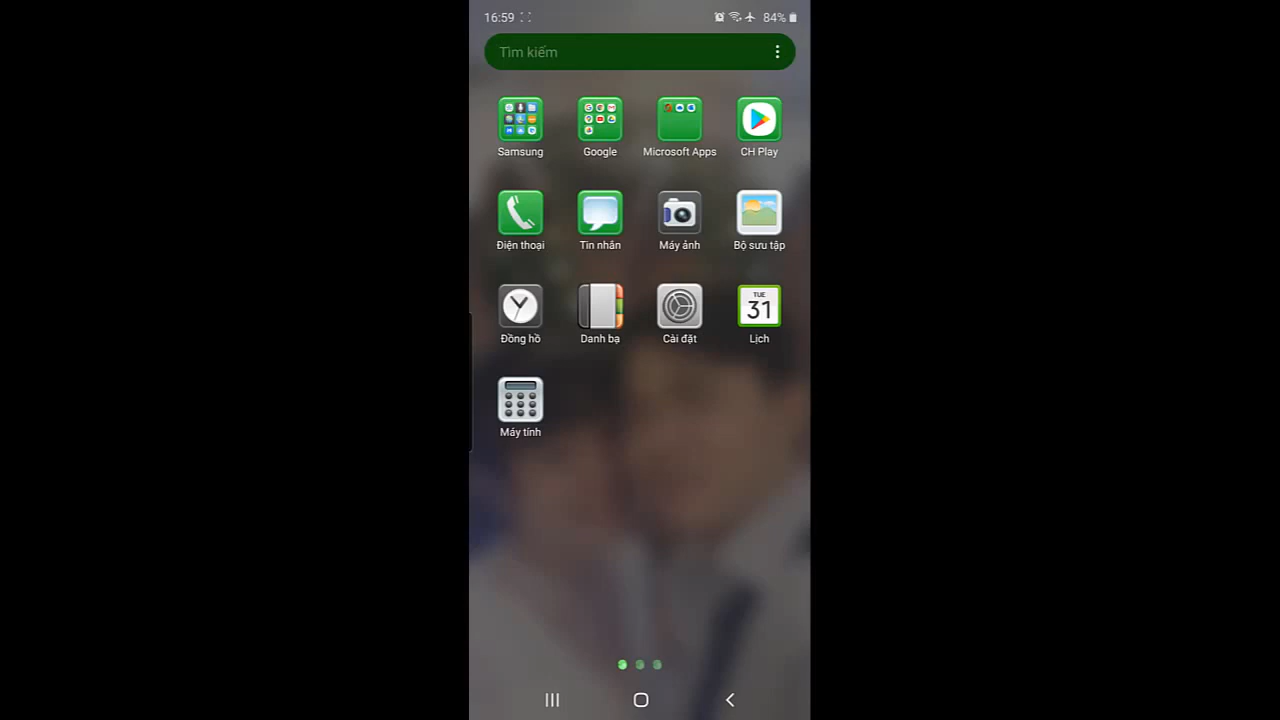 16:59 84%
Tìm kiếm
Samsung Google Microsoft Apps CH Play
Điện thoại Tin nhắn Máy ảnh Bộ sưu tập
TUE
31
Đồng hồ Danh bạ Cài đặt Lịch
Máy tính